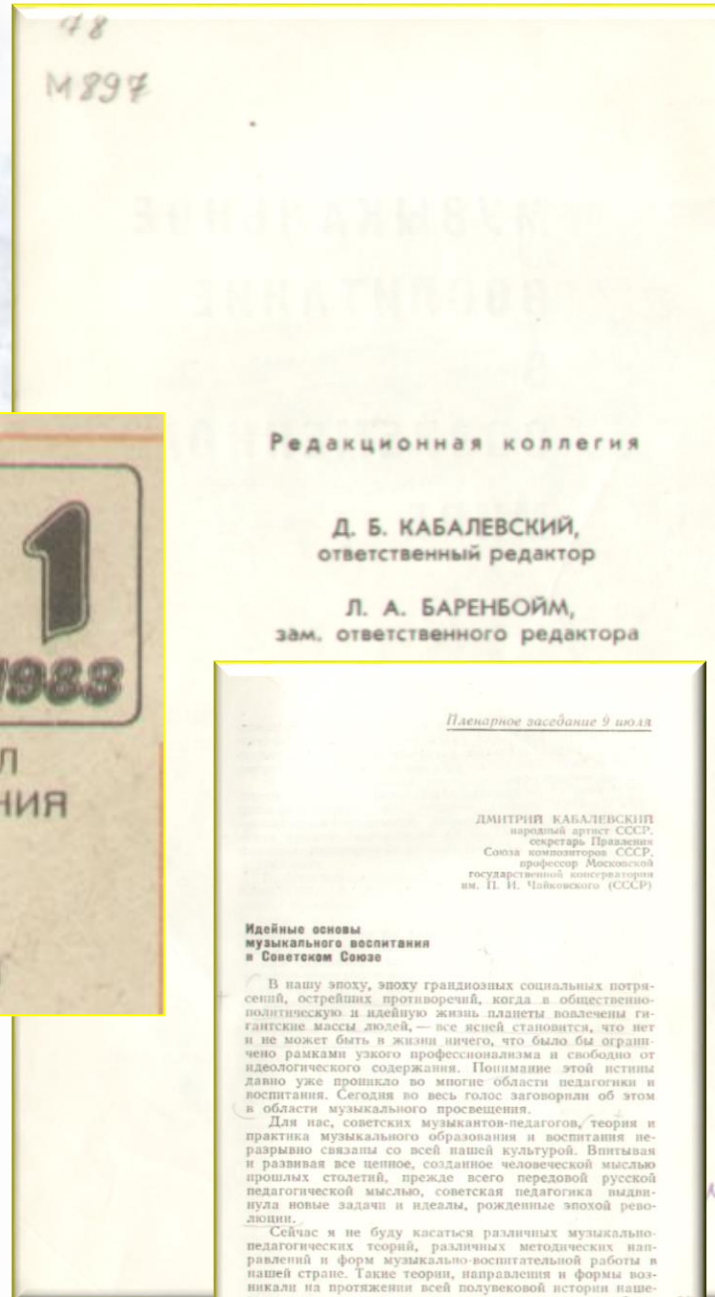 78
М897
Редакционная коллегия
Д. Б. КАБАЛЕВСКИЙ,
ответственный редактор
Л. А. БАРЕНБОЙМ,
зам. ответственного редактора
1
1983
Л
НИЯ
Пленарное заседание 9 июля
ДМИТРИЙ КАБАЛЕВСКИЙ
народный артист СССР,
секретарь Правления
Союза композиторов СССР,
профессор Московской
государственной консерватории
им. П. И. Чайковского (СССР)
Идейные основы
музыкального воспитания
в Советском Союзе
В нашу эпоху, эпоху грандиозных социальных потря-
сений, острейших противоречий, когда в общественно-
политическую и идейную жизнь планеты вовлечены ги-
гантские массы людей, — все ясней становится, что нет
и не может быть в жизни ничего, что было бы ограни-
чено рамками узкого профессионализма и свободно от
идеологического содержания. Понимание этой истины
давно уже проникло во многие области педагогики и
воспитания. Сегодня во весь голос заговорили об этом
в области музыкального просвещения.
Для нас, советских музыкантов-педагогов, теория и
практика музыкального образования и воспитания не-
разрывно связаны со всей нашей культурой. Впитывая
и развивая все ценное, созданное человеческой мыслью
прошлых столетий, прежде всего передовой русской
педагогической мыслью, советская педагогика выдви-
нула новые задачи и идеалы, рожденные эпохой рево-
люции.
Сейчас я не буду касаться различных музыкально-
педагогических теорий, различных методических нап-
равлений и форм музыкально-воспитательной работы в
нашей стране. Такие теории, направления и формы воз-
никали на протяжении всей полувековой истории наше-